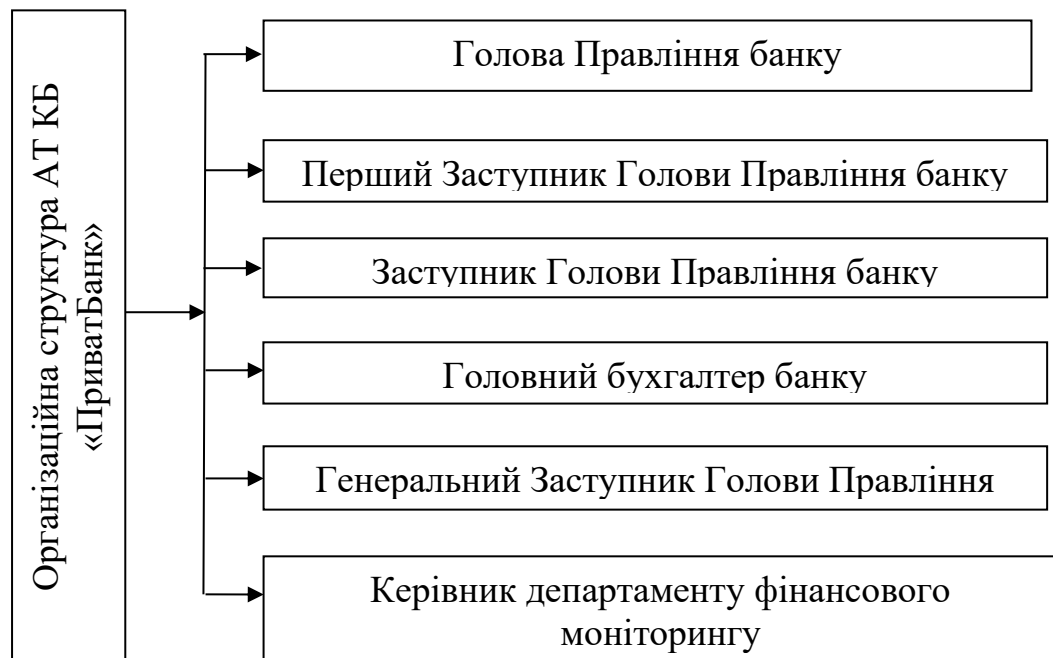 Організаційна структура АТ КБ
«ПриватБанк»
Голова Правління банку
Перший Заступник Голови Правління банку
Заступник Голови Правління банку
Головний бухгалтер банку
Генеральний Заступник Голови Правління
Керівник департаменту фінансового
моніторингу